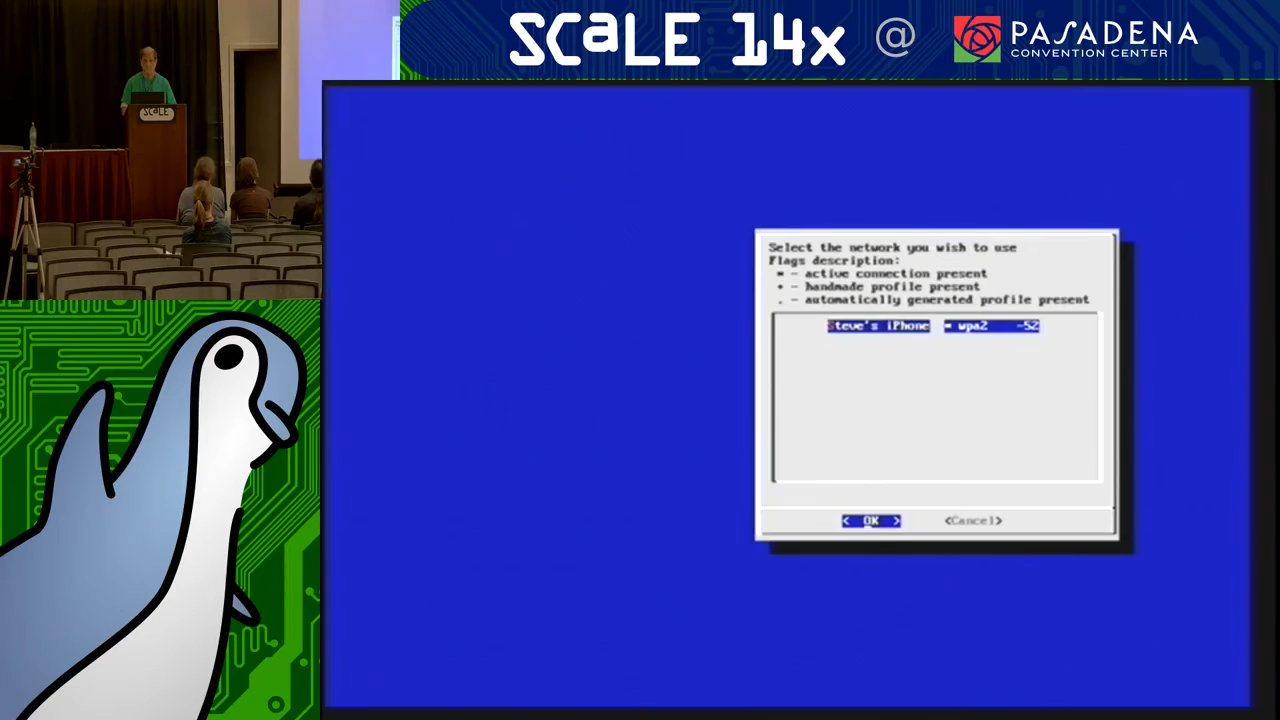 SCALE 14x @ PASADENA
CONVENTION CENTER
SCALE
Select the network you wish to use
Flags description:
= - active connection present
+ - handmade profile present
. - automatically generated profile present
Steve's iPhone = wpa2 -52
< OK > <Cancel>